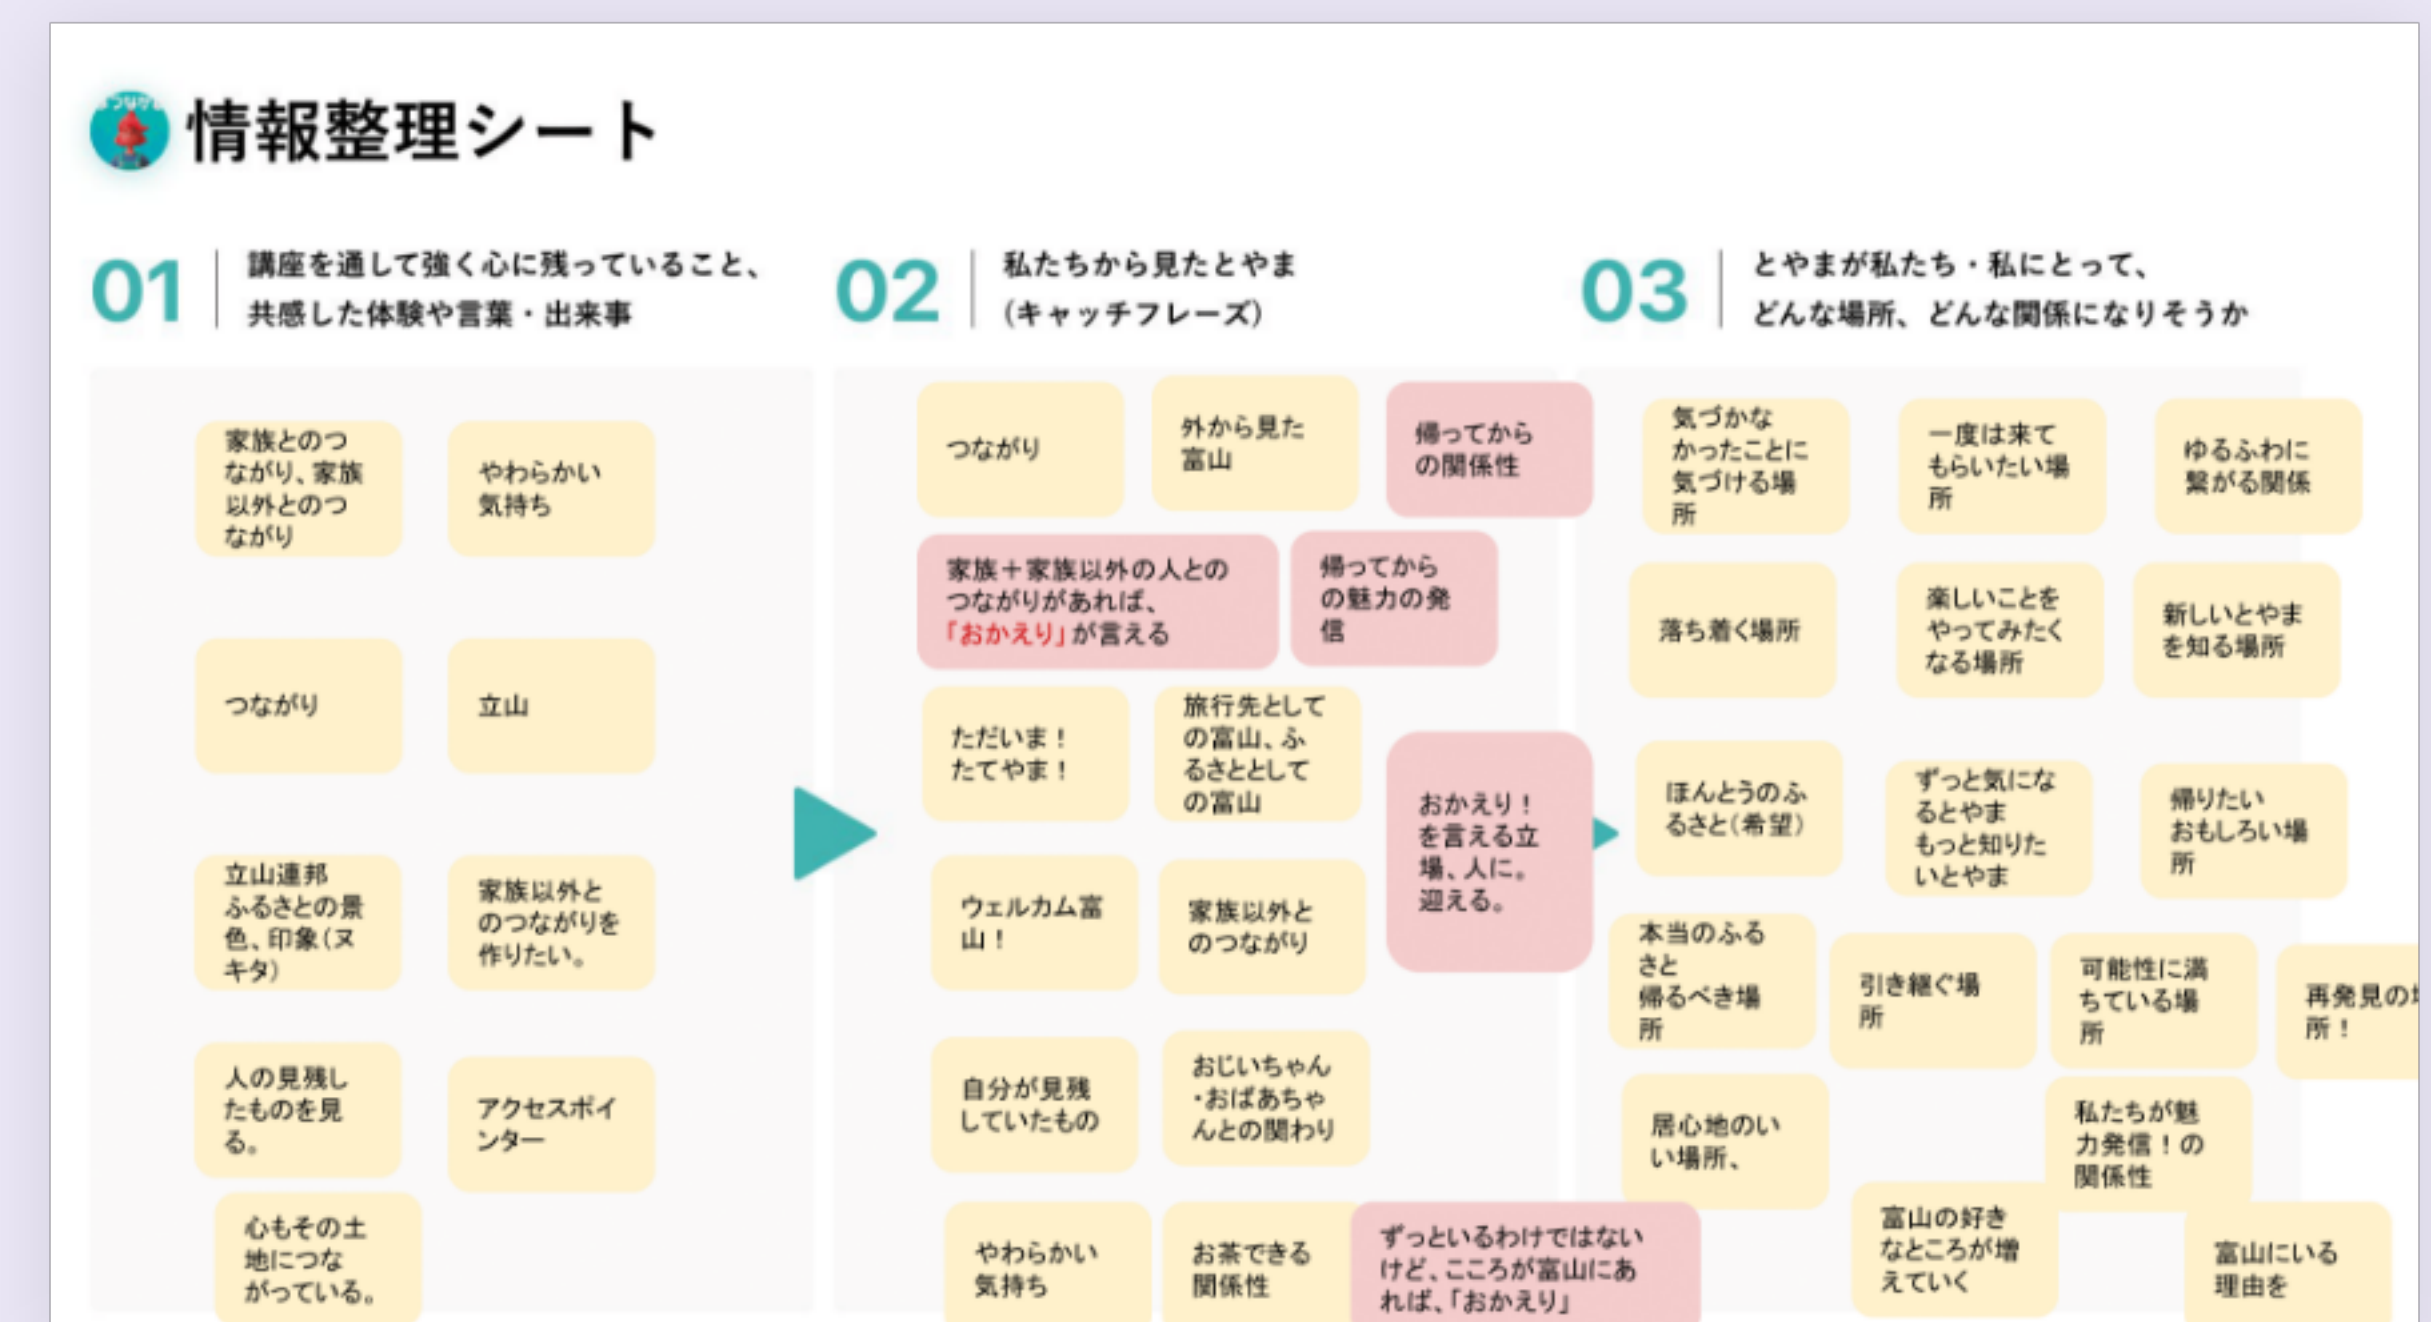 情報整理シート
01
講座を通して強く心に残っていること、
共感した体験や言葉・出来事
家族とのつ
ながり、家族
以外とのつ
ながり
やわらかい
気持ち
つながり
立山
立山連邦
ふるさとの景
色、印象（ヌ
キタ）
家族以外と
のつながりを
作りたい。
人の見残し
たものを見
る。
アクセスポイ
ンター
心もその土
地につな
がっている。
02
私たちから見たとやま
（キャッチフレーズ）
つながり
外から見た
富山
帰ってから
の関係性
家族＋家族以外の人との
つながりがあれば、
「おかえり」が言える
帰ってから
の魅力の発
信
ただいま！
たてやま！
旅行先として
の富山、ふ
るさととして
の富山
おかえり！
を言える立
場、人に。
迎える。
ウェルカム富
山！
家族以外と
のつながり
自分が見残
していたもの
おじいちゃん
・おばあちゃ
んとの関わり
やわらかい
気持ち
お茶できる
関係性
ずっといるわけではない
けど、こころが富山にあ
れば、「おかえり」
03
とやまが私たち・私にとって、
どんな場所、どんな関係になりそうか
気づかな
かったことに
気づける場
所
一度は来て
もらいたい場
所
ゆるふわに
繋がる関係
落ち着く場所
楽しいことを
やってみたく
なる場所
新しいとやま
を知る場所
ほんとうのふ
るさと（希望）
ずっと気にな
るとやま
もっと知りた
いとやま
帰りたい
おもしろい場
所
本当のふる
さと
帰るべき場
所
引き継ぐ場
所
可能性に満
ちている場
所
再発見の
所！
居心地のい
い場所、
私たちが魅
力発信！の
関係性
富山の好き
なところが増
えていく
富山にいる
理由を